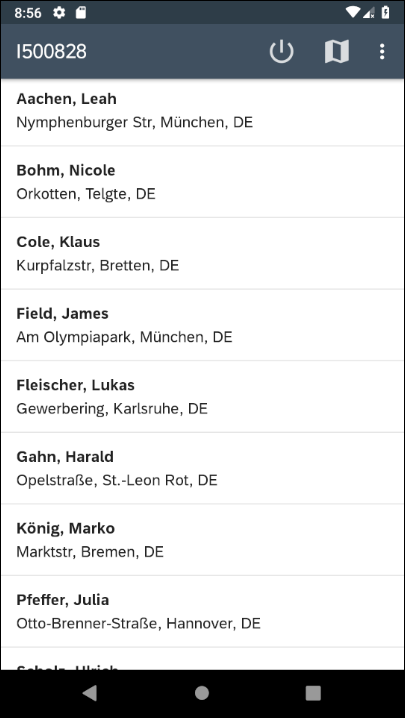 8:56
I500828
Aachen, Leah
Nymphenburger Str, München, DE
Bohm, Nicole
Orkotten, Telgte, DE
Cole, Klaus
Kurpfalzstr, Bretten, DE
Field, James
Am Olympiapark, München, DE
Fleischer, Lukas
Gewerbering, Karlsruhe, DE
Gahn, Harald
Opelstraße, St.-Leon Rot, DE
König, Marko
Marktstr, Bremen, DE
Pfeffer, Julia
Otto-Brenner-Straße, Hannover, DE
Scholz, Ulrich